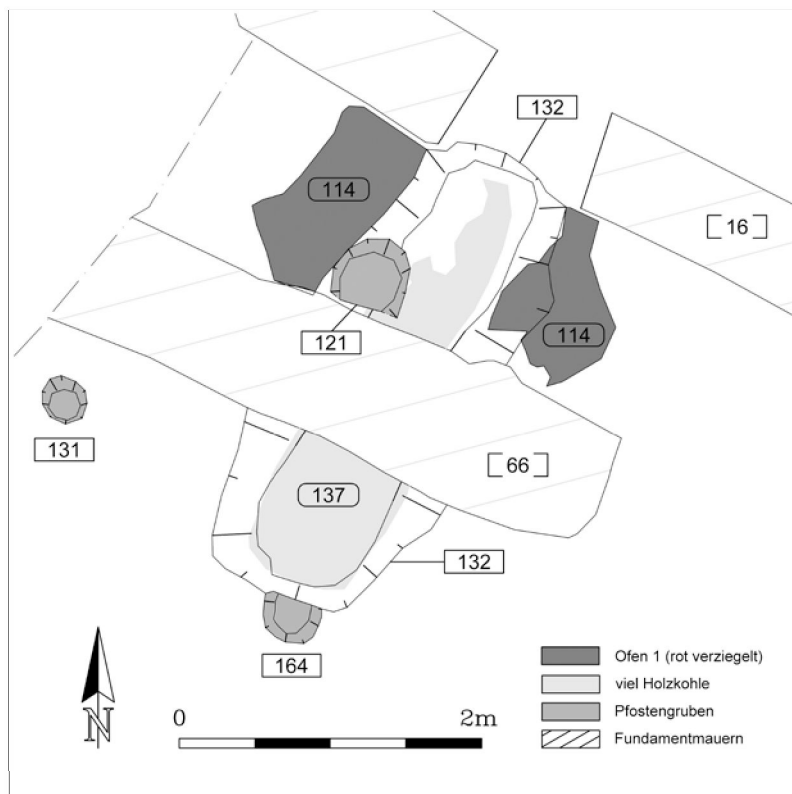 132
114
16
121
114
131
66
137
132
164
N
0 2m
Ofen 1 (rot verziegelt)
viel Holzkohle
Pfostengruben
Fundamentmauern